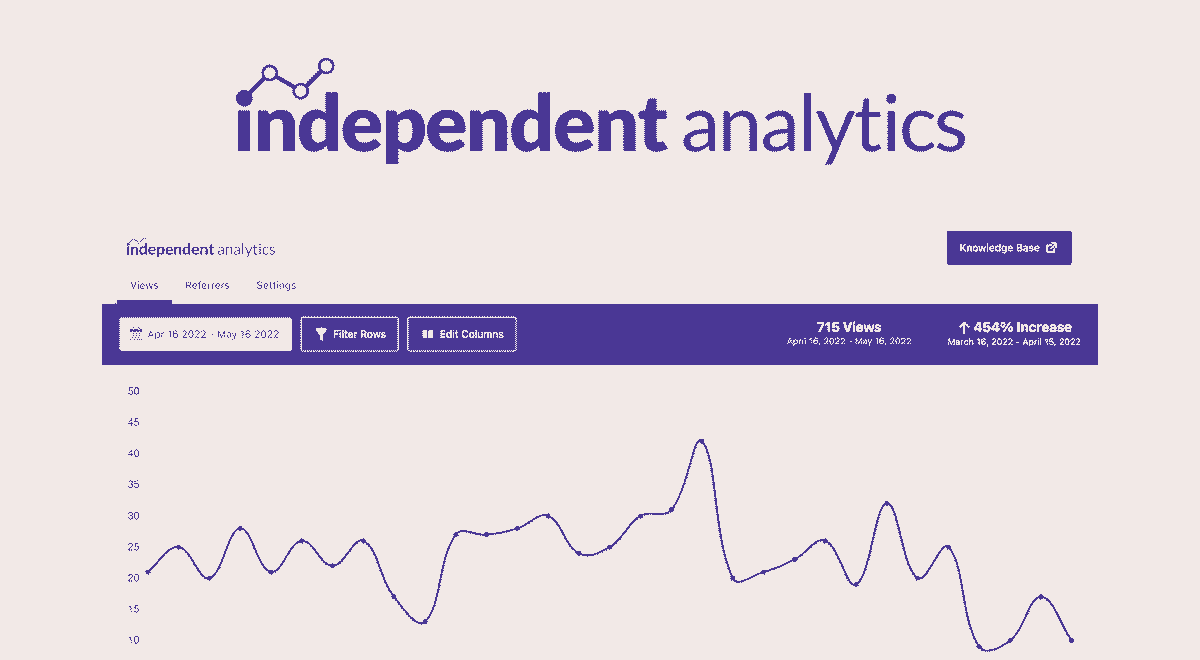 independent analytics
independent analytics
Knowledge Base
Views Referrers Settings
Apr 16 2022 - May 16 2022
Filter Rows
Edit Columns
715 Views
April 16, 2022 - May 16, 2022
454% Increase
March 16, 2022 - April 15, 2022
50
45
40
35
30
25
20
15
10